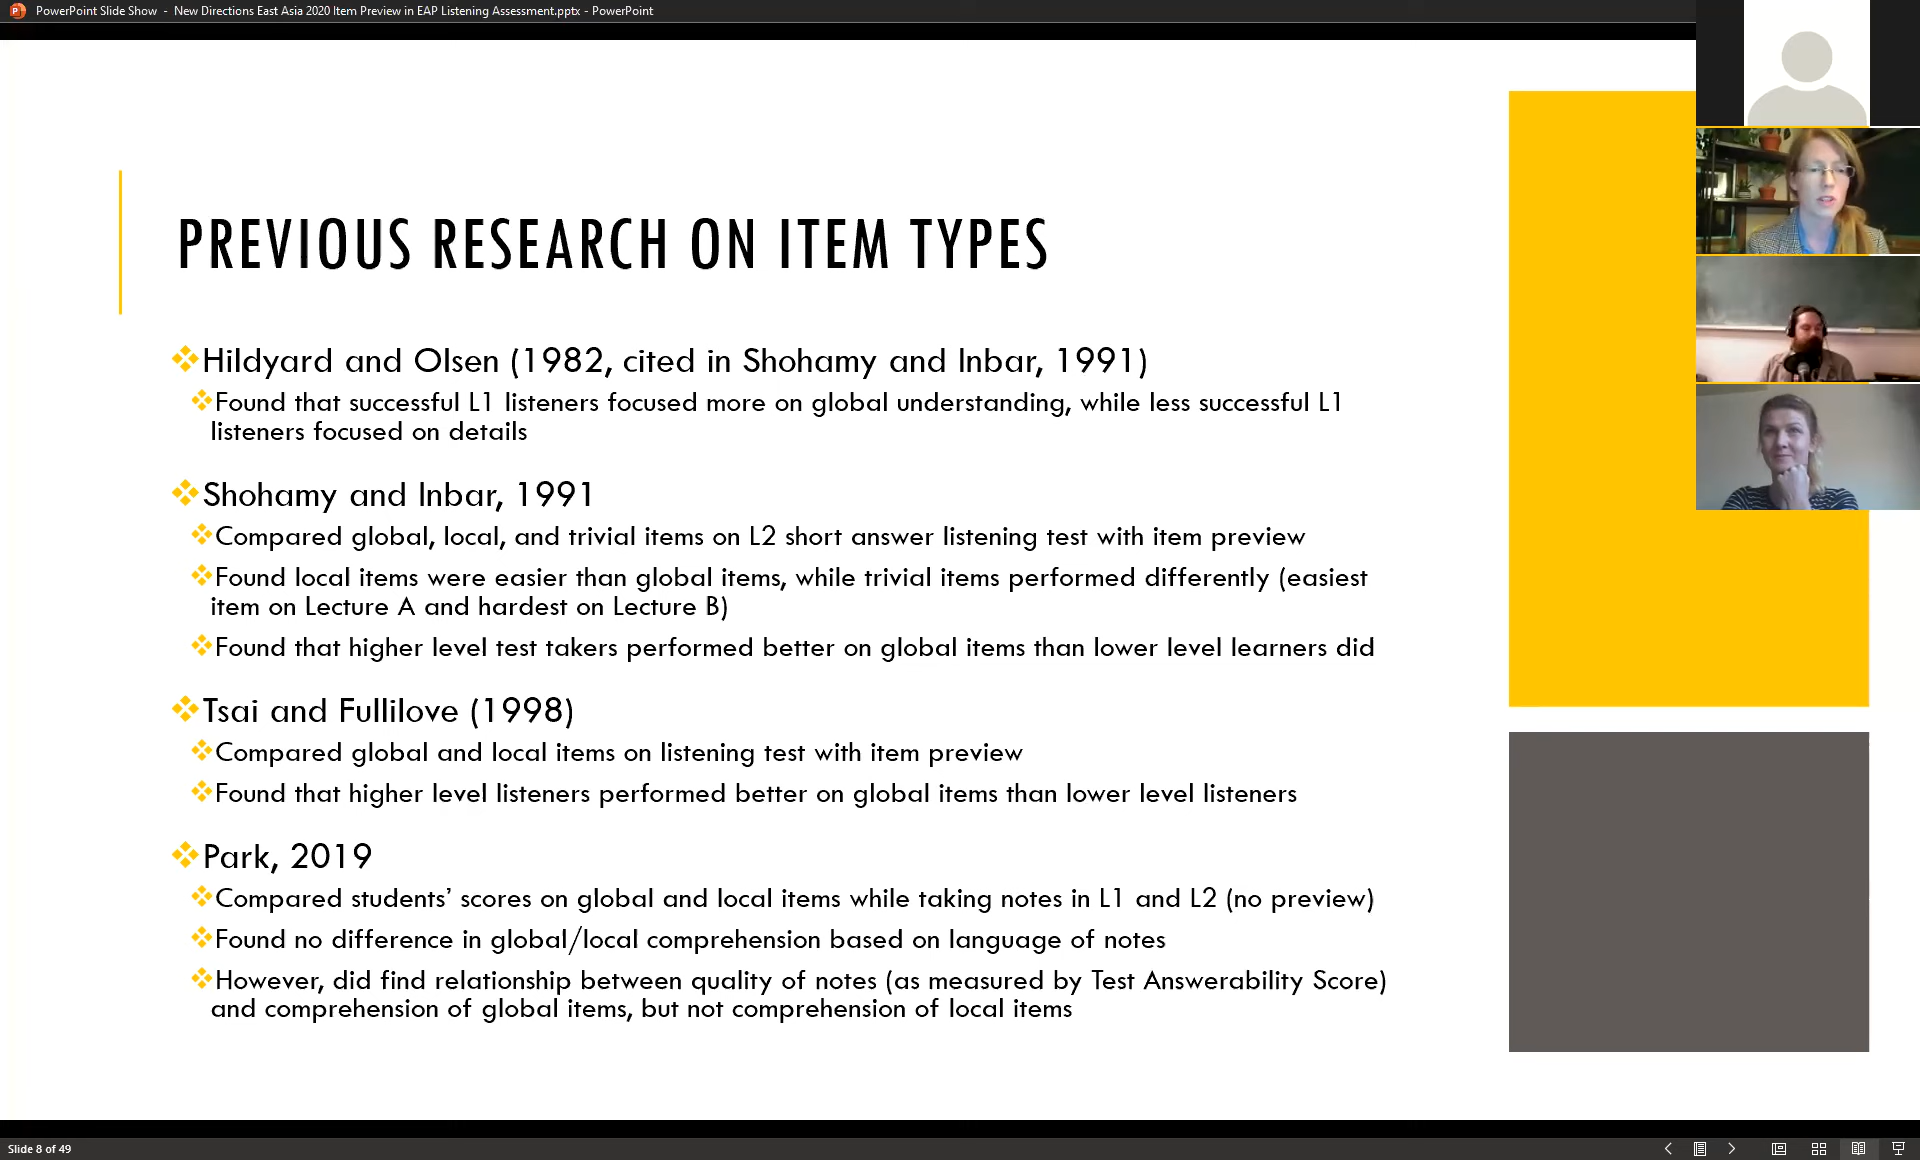 PowerPoint Slide Show - New Directions East Asia 2020 Item Preview in EAP Listening Assessment.pptx - PowerPoint
PREVIOUS RESEARCH ON ITEM TYPES
Hildyard and Olsen (1982, cited in Shohamy and Inbar, 1991)
Found that successful L1 listeners focused more on global understanding, while less successful L1
listeners focused on details
Shohamy and Inbar, 1991
Compared global, local, and trivial items on L2 short answer listening test with item preview
Found local items were easier than global items, while trivial items performed differently (easiest
item on Lecture A and hardest on Lecture B)
Found that higher level test takers performed better on global items than lower level learners did
Tsai and Fullilove (1998)
Compared global and local items on listening test with item preview
Found that higher level listeners performed better on global items than lower level listeners
Park, 2019
Compared students' scores on global and local items while taking notes in L1 and L2 (no preview)
Found no difference in global/local comprehension based on language of notes
However, did find relationship between quality of notes (as measured by Test Answerability Score)
and comprehension of global items, but not comprehension of local items
Slide 8 of 49